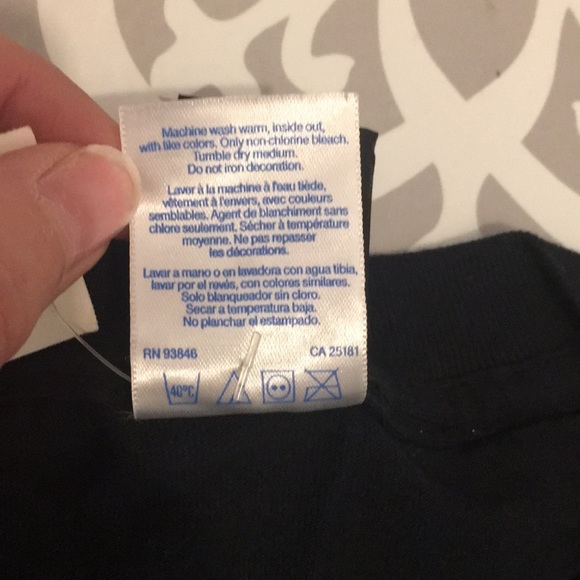 Machine wash warm, inside out,
with like colors. Only non-chlorine bleach.
Tumble dry medium.
Do not iron decoration.
Laver à la machine à l'eau tiède,
vêtement à l'envers, avec couleurs
semblables. Agent de blanchiment sans
chlore seulement. Sécher à température
moyenne. Ne pas repasser
les décorations.
Lavar a mano o en lavadora con agua tibia,
lavar por el revés, con colores similares.
Solo blanqueador sin cloro.
Secar a temperatura baja.
No planchar el estampado.
RN 93846 CA 25181
40°C